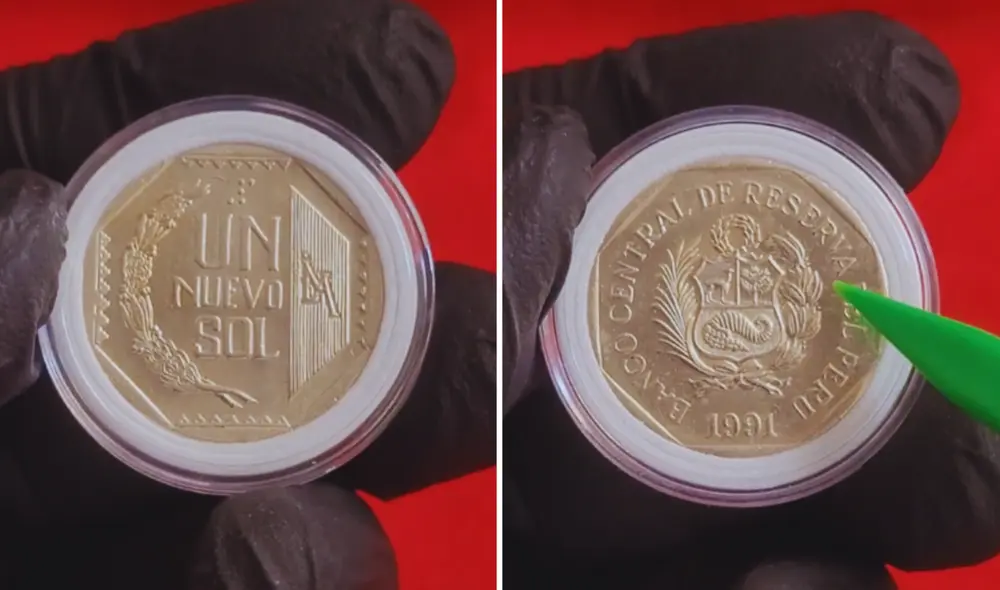 UN
NUEVO
SOL
BANCO CENTRAL DE RESERVA DEL PERU
1991